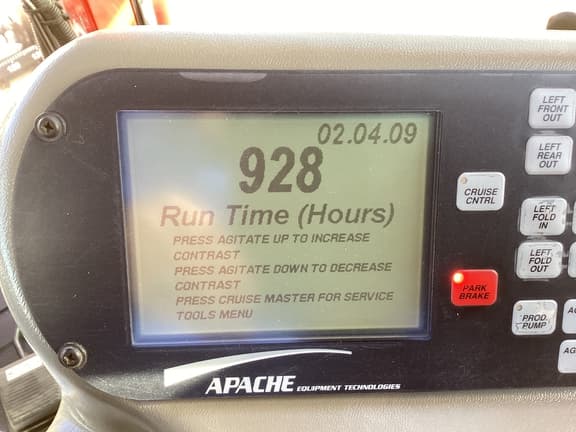 02.04.09
928
Run Time (Hours)
PRESS AGITATE UP TO INCREASE
CONTRAST
PRESS AGITATE DOWN TO DECREASE
CONTRAST
PRESS CRUISE MASTER FOR SERVICE
TOOLS MENU
APACHE EQUIPMENT TECHNOLOGIES
LEFT
FRONT
OUT
LEFT
REAR
OUT
CRUISE
CNTRL
LEFT
FOLD
IN
LEFT
FOLD
OUT
PARK
BRAKE
PROD.
PUMP